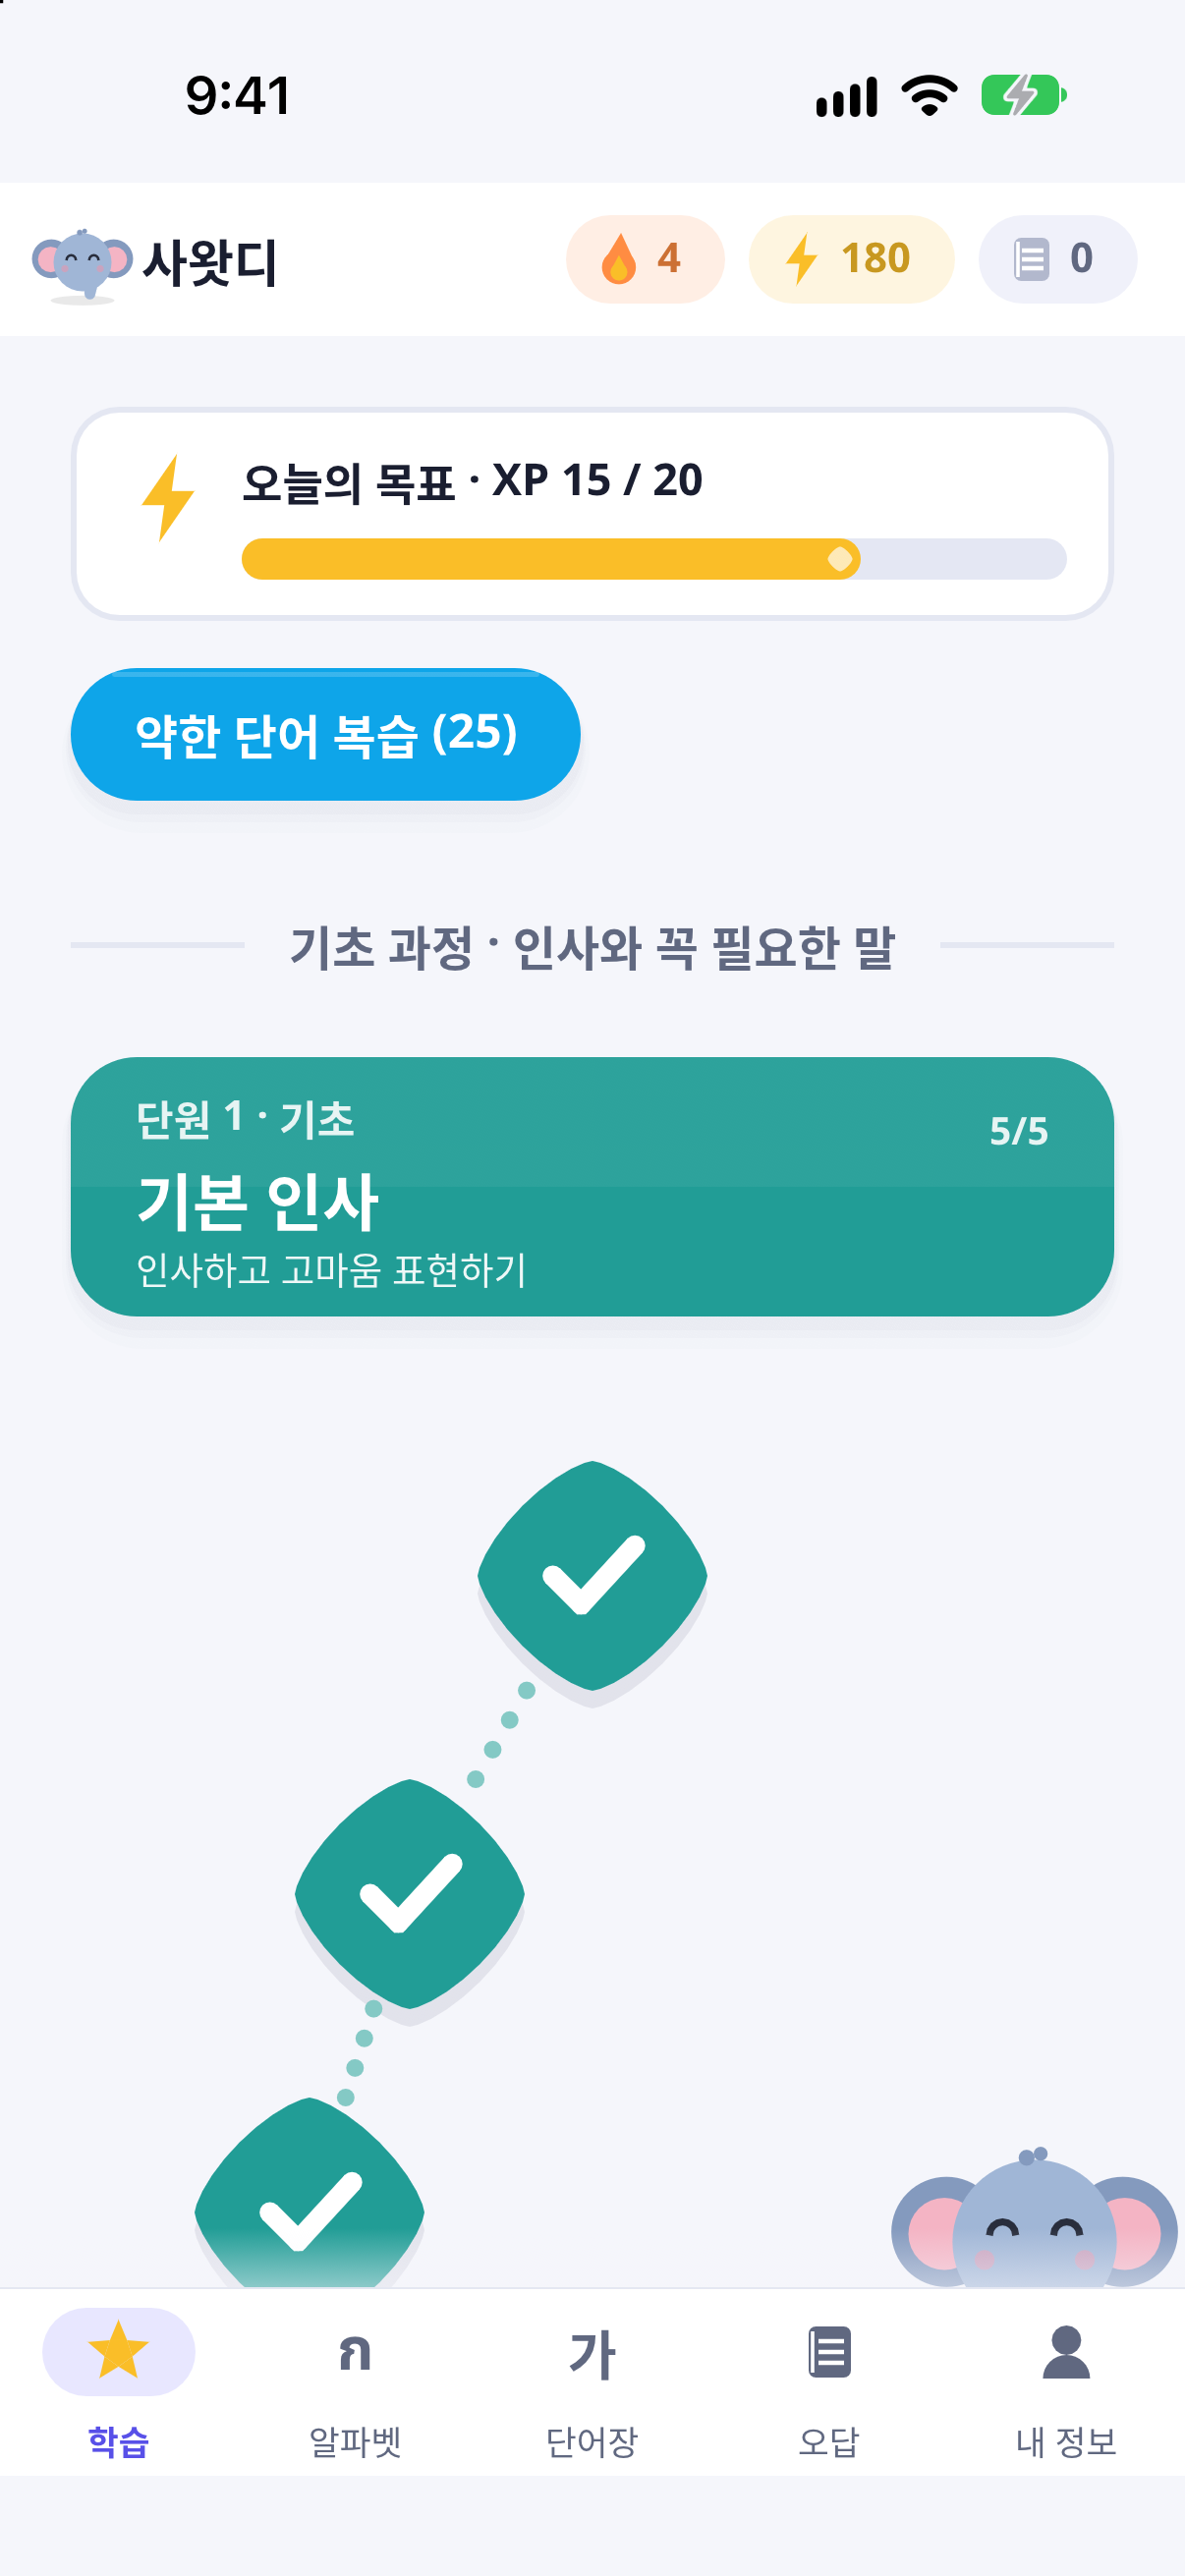 9:41
사왓디
4
180
0
오늘의 목표 · XP 15 / 20
약한 단어 복습 (25)
기초 과정 · 인사와 꼭 필요한 말
단원 1 · 기초
5/5
기본 인사
인사하고 고마움 표현하기
ก
가
학습
알파벳
단어장
오답
내 정보